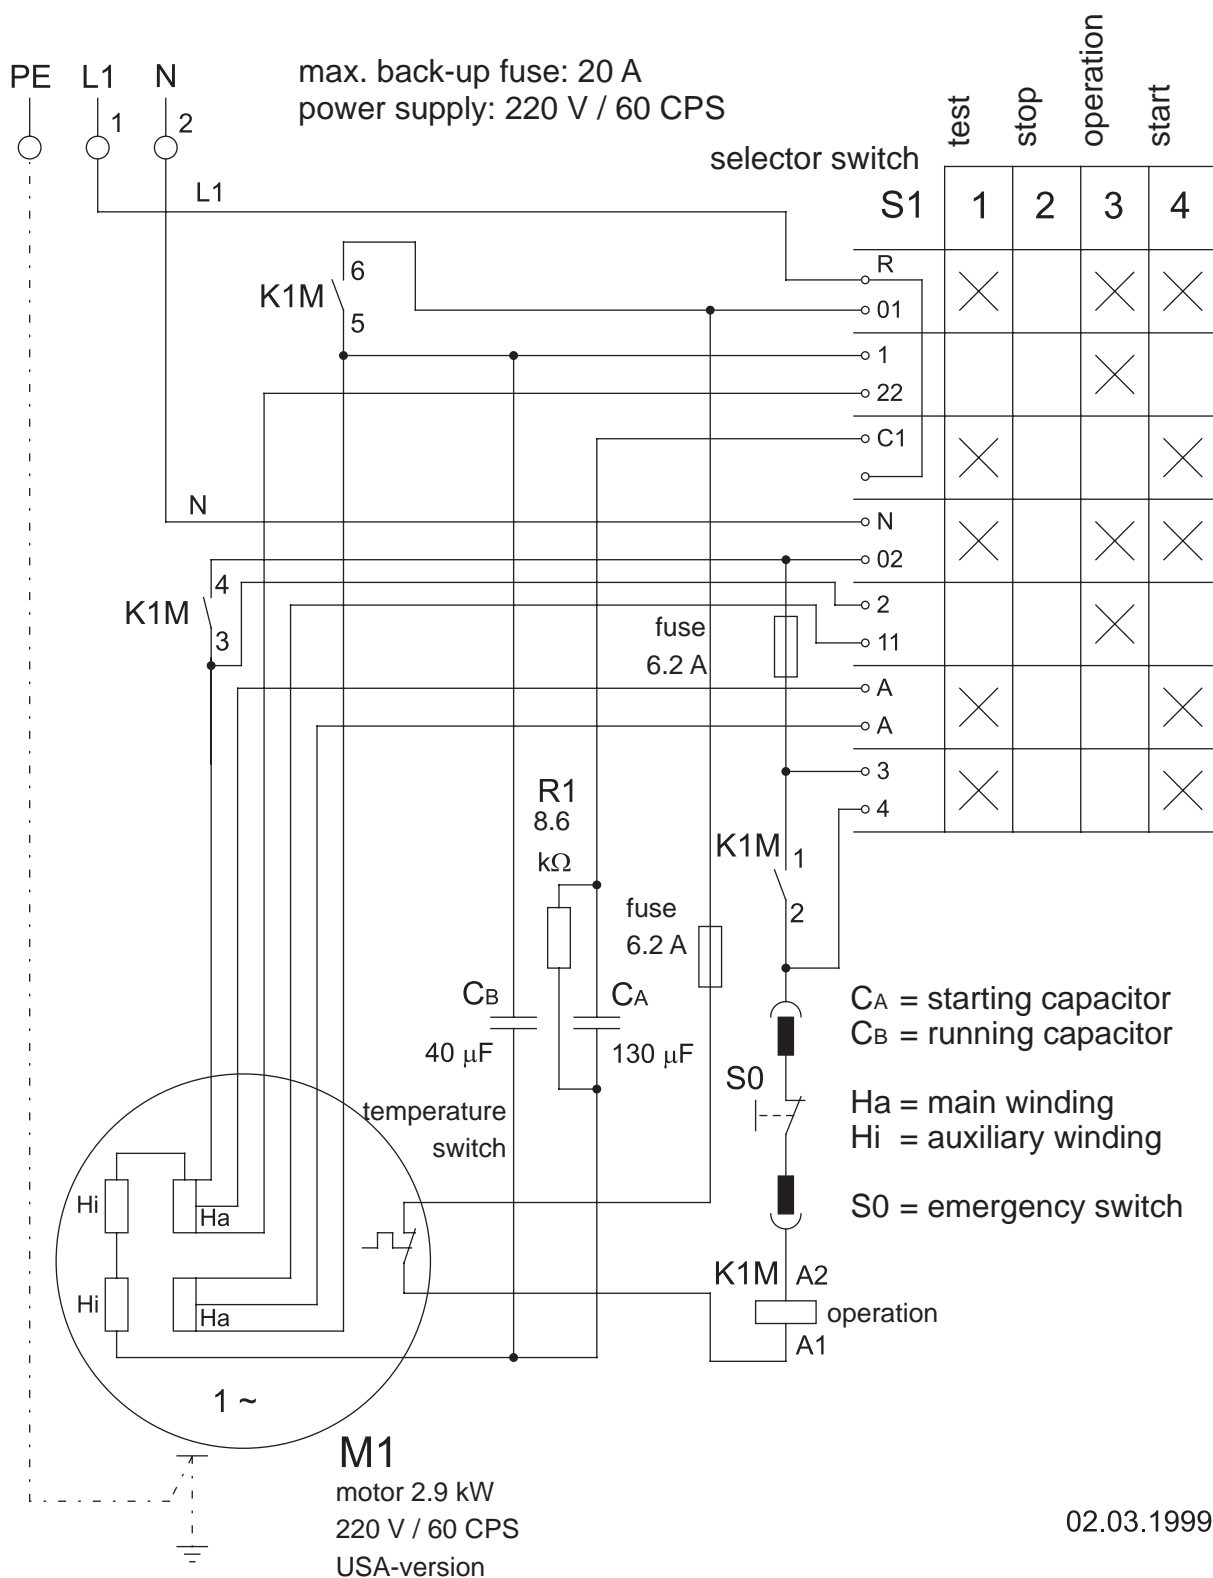 PE L1 N
max. back-up fuse: 20 A
power supply: 220 V / 60 CPS
1 2
test
stop
operation
start
selector switch
S1 1 2 3 4
L1
R
01
K1M
6
5
1
22
C1
N
N
02
K1M
4
3
2
11
fuse
6.2 A
A
A
3
4
R1
8.6
kΩ
K1M
1
2
fuse
6.2 A
CB
40 µF
CA
130 µF
CA = starting capacitor
CB = running capacitor
S0
Ha = main winding
Hi = auxiliary winding
S0 = emergency switch
temperature
switch
Hi
Ha
Hi
Ha
K1M A2
operation
A1
1 ~
M1
motor 2.9 kW
220 V / 60 CPS
USA-version
02.03.1999